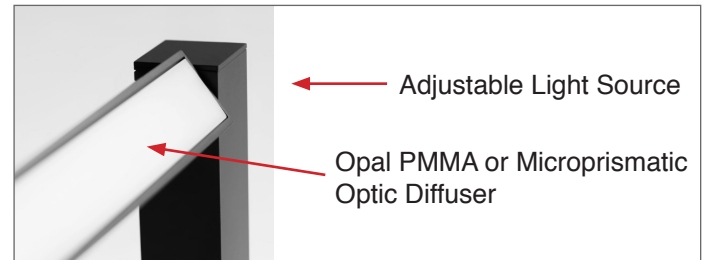 Adjustable Light Source
Opal PMMA or Microprismatic
Optic Diffuser